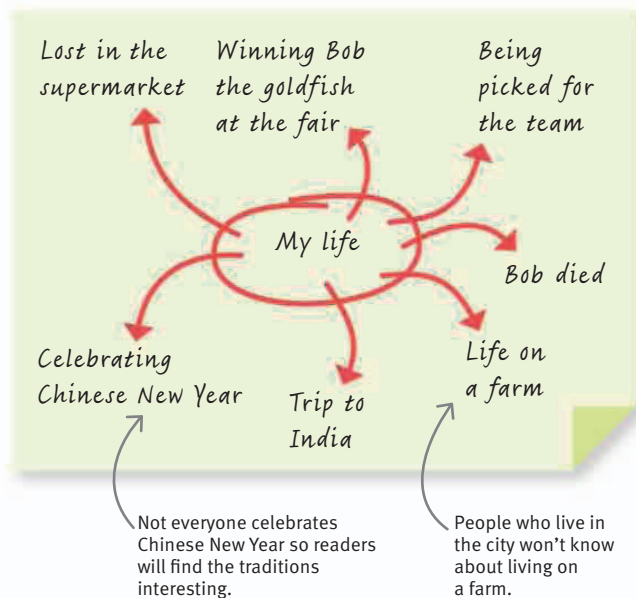 Lost in the
supermarket
Winning Bob
the goldfish
at the fair
Being
picked for
the team
My life
Bob died
Celebrating
Chinese New Year
Trip to
India
Life on
a farm
Not everyone celebrates
Chinese New Year so readers
will find the traditions
interesting.
People who live in
the city won’t know
about living on
a farm.